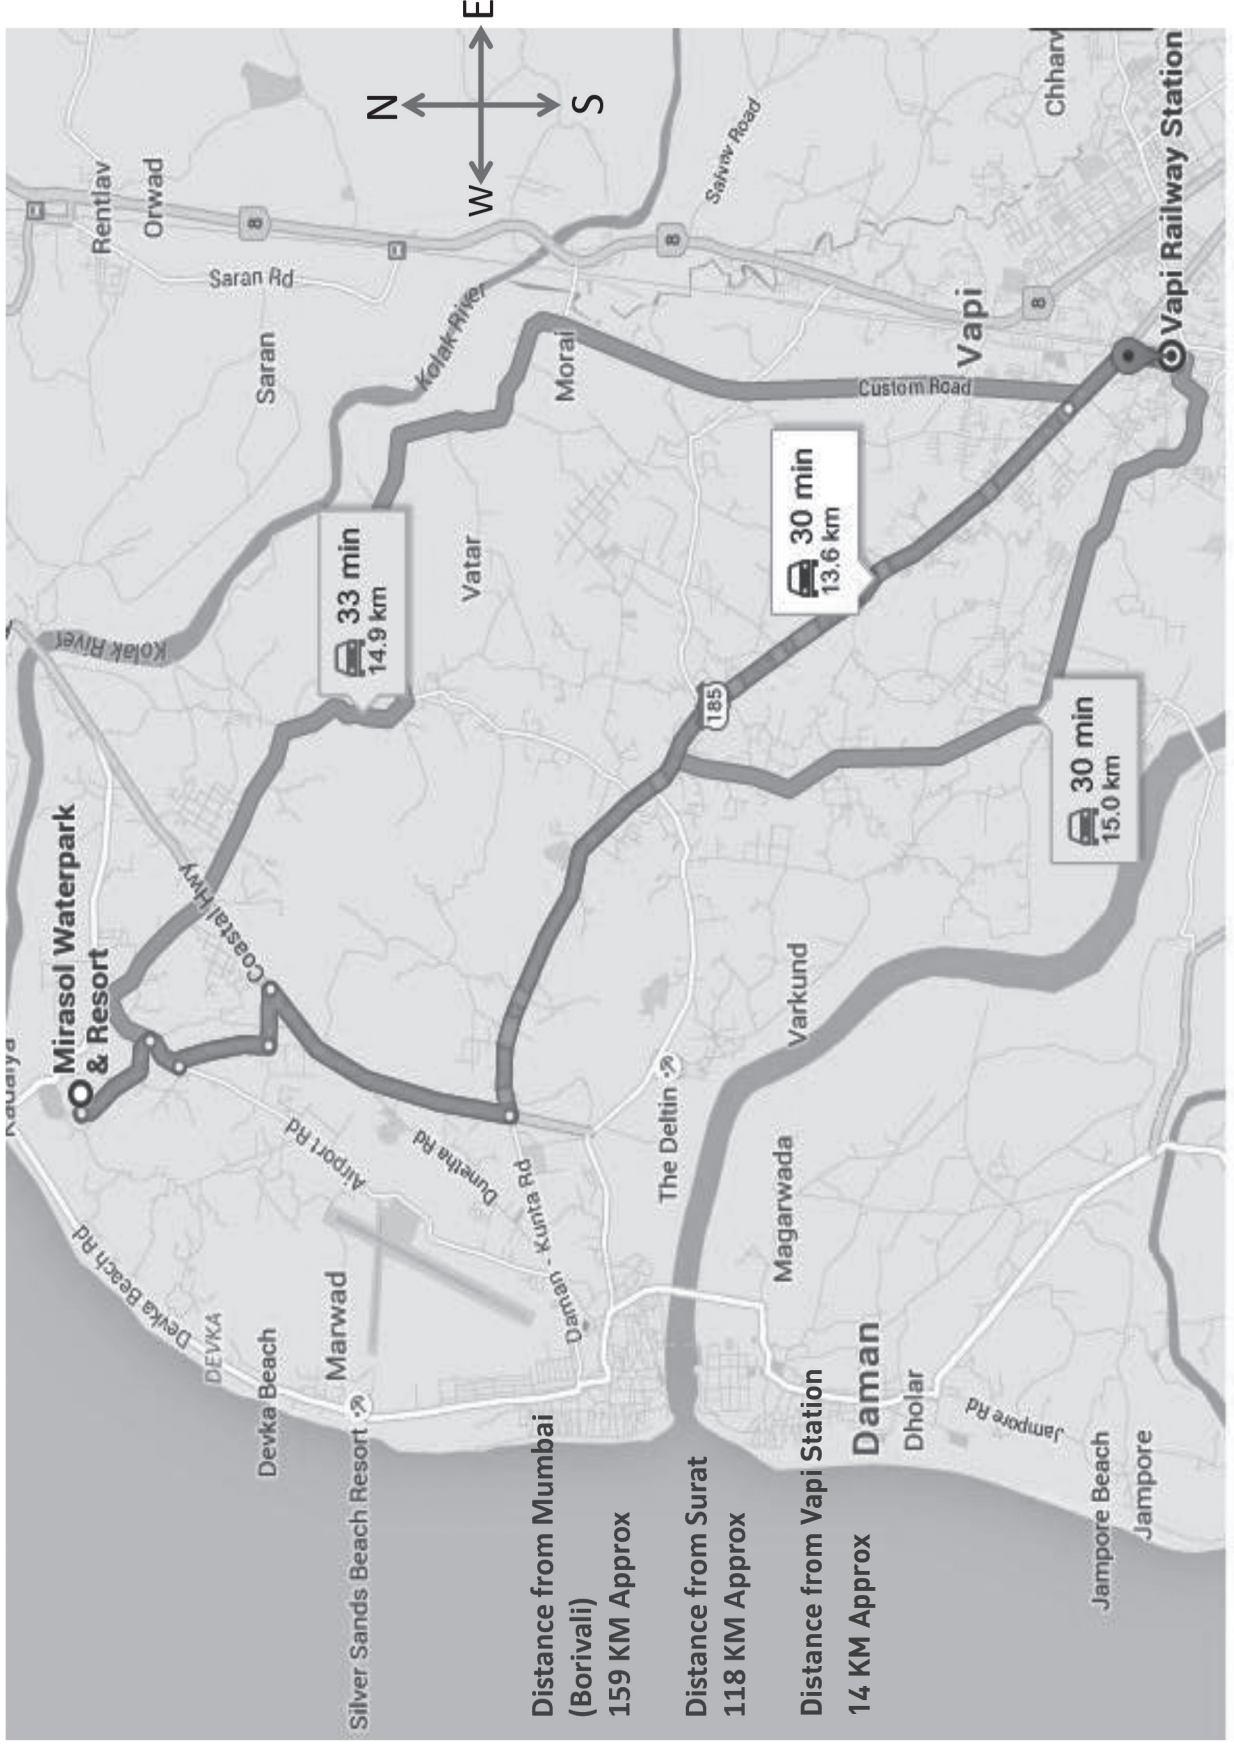 Mirasol Waterpark
& Resort
Coastal Hwy
Kolak River
33 min
14.9 km
Saran
Saran Rd
Rentlav
Orwad
8
N
E
W
S
Kolak River
Devka Beach Rd
DEVKA
Devka Beach
Marwad
Silver Sands Beach Resort
Airport Rd
Dunetha Rd
Daman - Kunta Rd
Vatar
Morai
8
The Deltin
185
30 min
13.6 km
Custom Road
Vapi
8
Vapi Railway Station
Varkund
Magarwada
30 min
15.0 km
Daman
Dholar
Jampore Rd
Jampore Beach
Jampore
Distance from Mumbai
(Borivali)
159 KM Approx
Distance from Surat
118 KM Approx
Distance from Vapi Station
14 KM Approx